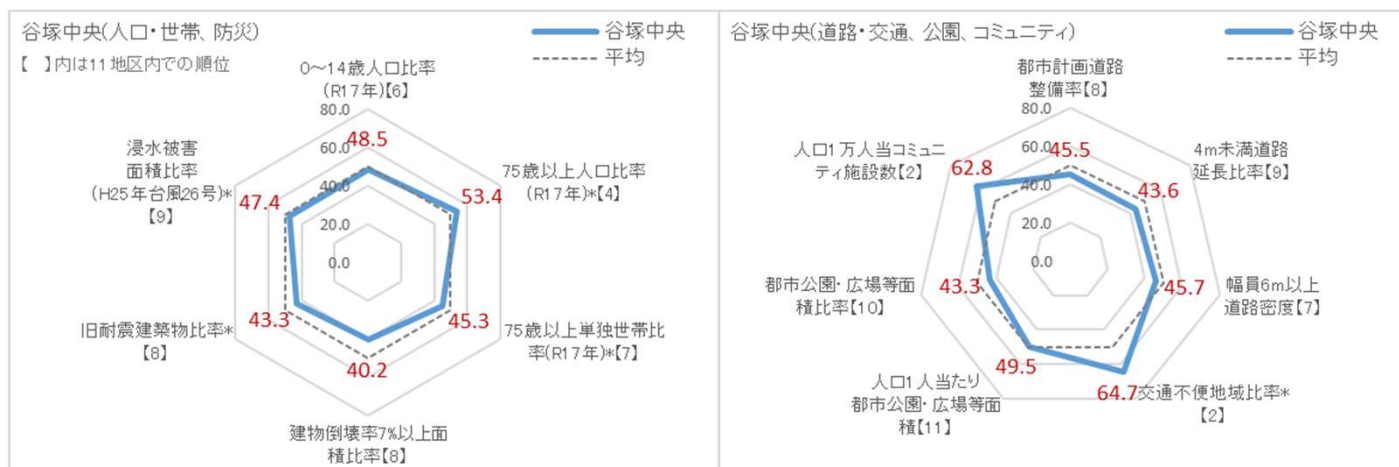 谷塚中央(人口・世帯、防災)
【　】内は11地区内での順位
谷塚中央
平均
0～14歳人口比率
(R17年)【6】
80.0
60.0
40.0
20.0
0.0
48.5
75歳以上人口比率
(R17年)*【4】
53.4
75歳以上単独世帯比
率(R17年)*【7】
45.3
建物倒壊率7%以上面
積比率【8】
40.2
旧耐震建築物比率*
【8】
43.3
浸水被害
面積比率
(H25年台風26号)*
【9】
47.4
谷塚中央(道路・交通、公園、コミュニティ)
谷塚中央
平均
都市計画道路
整備率【8】
80.0
60.0
40.0
20.0
0.0
45.5
4m未満道路
延長比率【9】
43.6
幅員6m以上
道路密度【7】
45.7
交通不便地域比率*
【2】
64.7
人口1人当たり
都市公園・広場等面
積【11】
49.5
都市公園・広場等面
積比率【10】
43.3
人口1万人当コミュニ
ティ施設数【2】
62.8